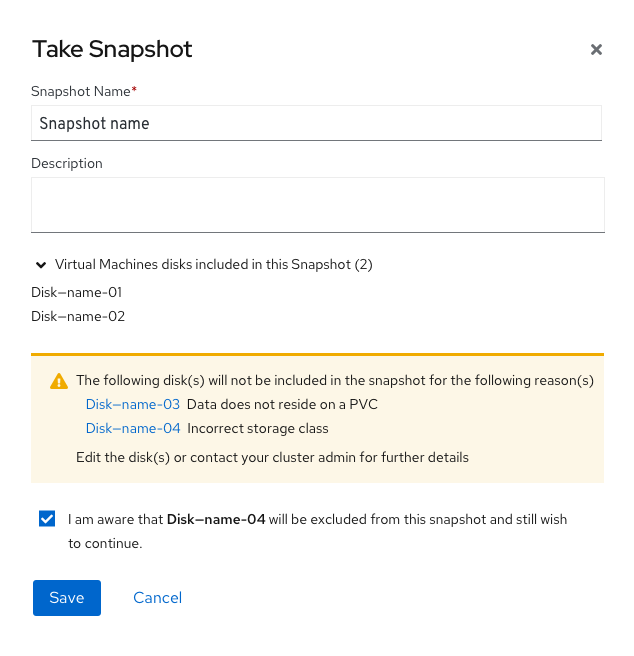 Take Snapshot
Snapshot Name*
Snapshot name
Description
Virtual Machines disks included in this Snapshot (2)
Disk—name-01
Disk—name-02
The following disk(s) will not be included in the snapshot for the following reason(s)
Disk—name-03 Data does not reside on a PVC
Disk—name-04 Incorrect storage class
Edit the disk(s) or contact your cluster admin for further details
I am aware that Disk—name-04 will be excluded from this snapshot and still wish
to continue.
Save Cancel